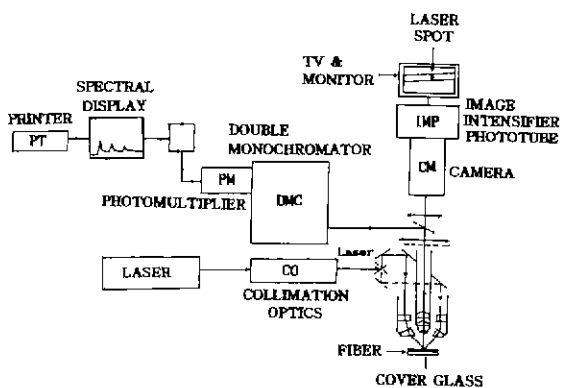 LASER
SPOT
TV &
MONITOR
SPECTRAL
DISPLAY
IMAGE
INTENSIFIER
PHOTOTUBE
IMP
PRINTER
PT
DOUBLE
MONOCHROMATOR
CM
CAMERA
PM
PHOTOMULTIPLIER
DMC
Laser
LASER
CO
COLLIMATION
OPTICS
FIBER
COVER GLASS